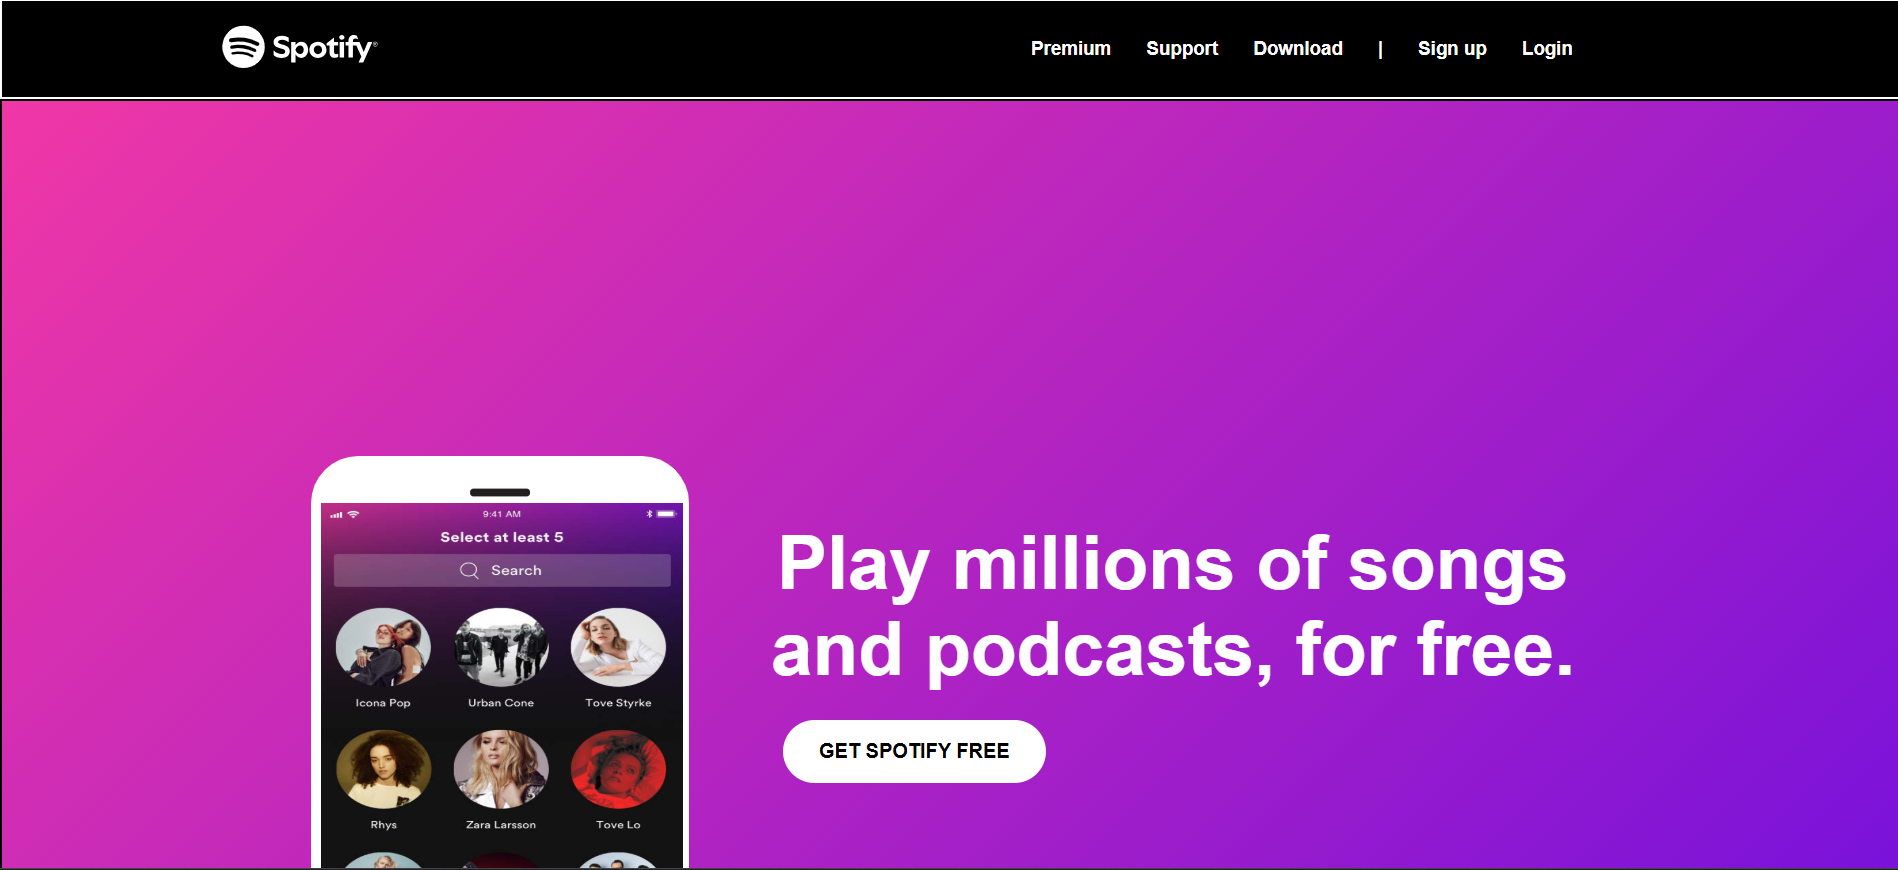 Spotify®
Premium Support Download | Sign up Login
9:41 AM
Select at least 5
Search
Icona Pop Urban Cone Tove Styrke
Rhys Zara Larsson Tove Lo
Play millions of songs
and podcasts, for free.
GET SPOTIFY FREE